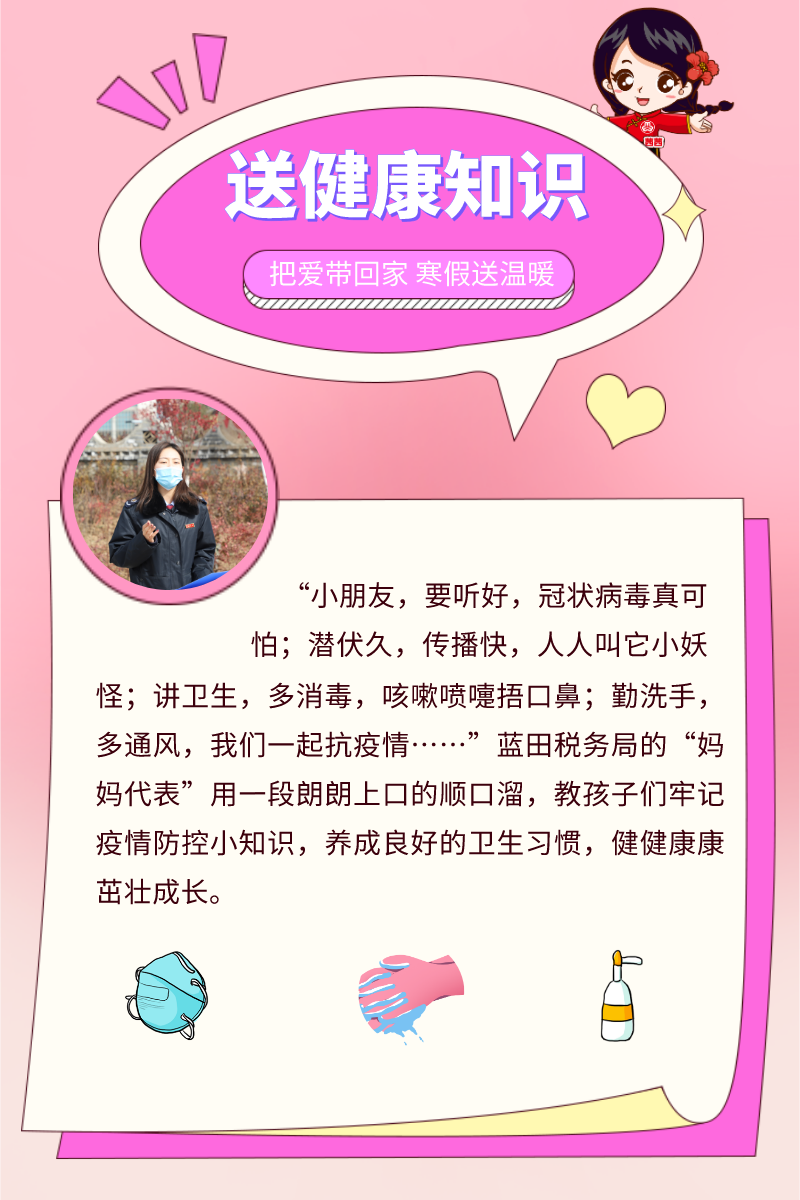 送健康知识
把爱带回家 寒假送温暖
“小朋友，要听好，冠状病毒真可
怕；潜伏久，传播快，人人叫它小妖
怪；讲卫生，多消毒，咳嗽喷嚏捂口鼻；勤洗手，
多通风，我们一起抗疫情……”蓝田税务局的“妈
妈代表”用一段朗朗上口的顺口溜，教孩子们牢记
疫情防控小知识，养成良好的卫生习惯，健健康康
茁壮成长。